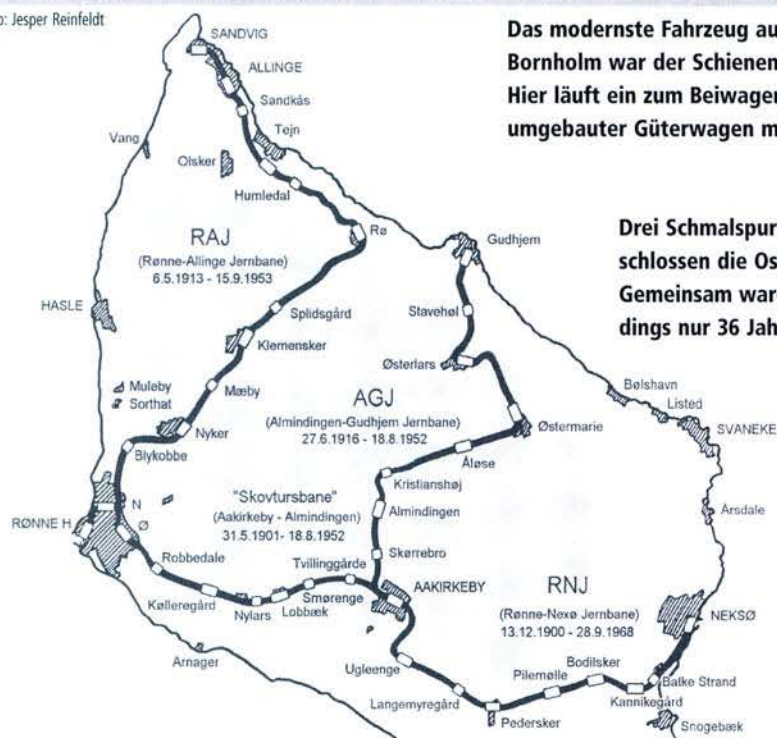 o: Jesper Reinfeldt
Das modernste Fahrzeug au
Bornholm war der Schienen
Hier läuft ein zum Beiwagen
umgebauter Güterwagen m
Drei Schmalspur
schlossen die Os
Gemeinsam war
dings nur 36 Jah
SANDVIG
ALLINGE
Sandkås
Tejn
Vang
Olsker
Humledal
Rø
RAJ
(Rønne-Allinge Jernbane)
6.5.1913 - 15.9.1953
Gudhjem
HASLE
Splidsgård
Stavehøl
Klemensker
Østerlars
Muleby
Sorthat
Mæby
AGJ
(Almindingen-Gudhjem Jernbane)
27.6.1916 - 18.8.1952
Bølshavn
Listed
SVANEKE
Nyker
Østermarie
Blykobbe
Åløse
Kristianshøj
"Skovtursbane"
(Aakirkeby - Almindingen)
31.5.1901- 18.8.1952
Almindingen
Årsdale
N
RØNNE H
Ø
Skørrebro
Robbedale
Tvillinggårde
AAKIRKEBY
RNJ
(Rønne-Nexø Jernbane)
13.12.1900 - 28.9.1968
NEKSØ
Kølleregård
Smørenge
Nylars
Lobbæk
Arnager
Ugleenge
Bodilsker
Pilemølle
Balke Strand
Langemyregård
Kannikegård
Pedersker
Snogebæk